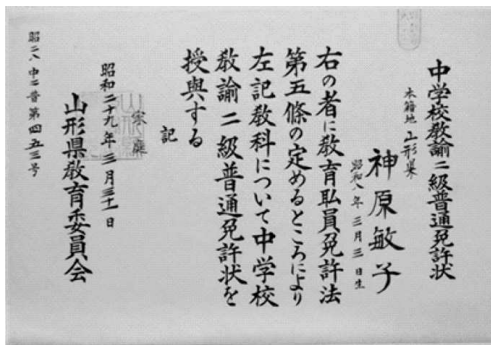 中学校教諭二級普通免許状
本籍地 山形県
神原敏子
昭和八年三月三日生
右の者に教育職員免許法
第五條の定めるところにより
左記教科について中学校
教諭二級普通免許状を
授與する
記
家庭
昭和二十九年三月三十一日
山形県教育委員会
昭二八中二普第四五三号